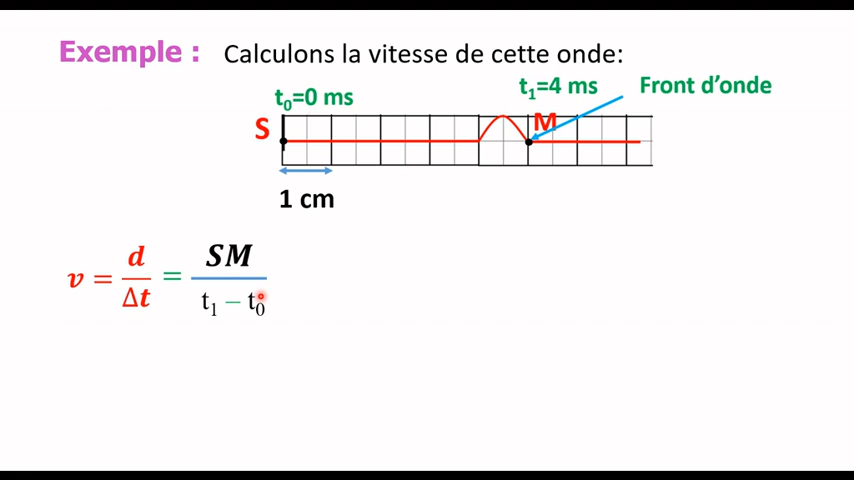 Exemple : Calculons la vitesse de cette onde:
t₁=4 ms Front d'onde
t₀=0 ms
S M
1 cm
v = d/Δt = SM/(t₁ − t₀)